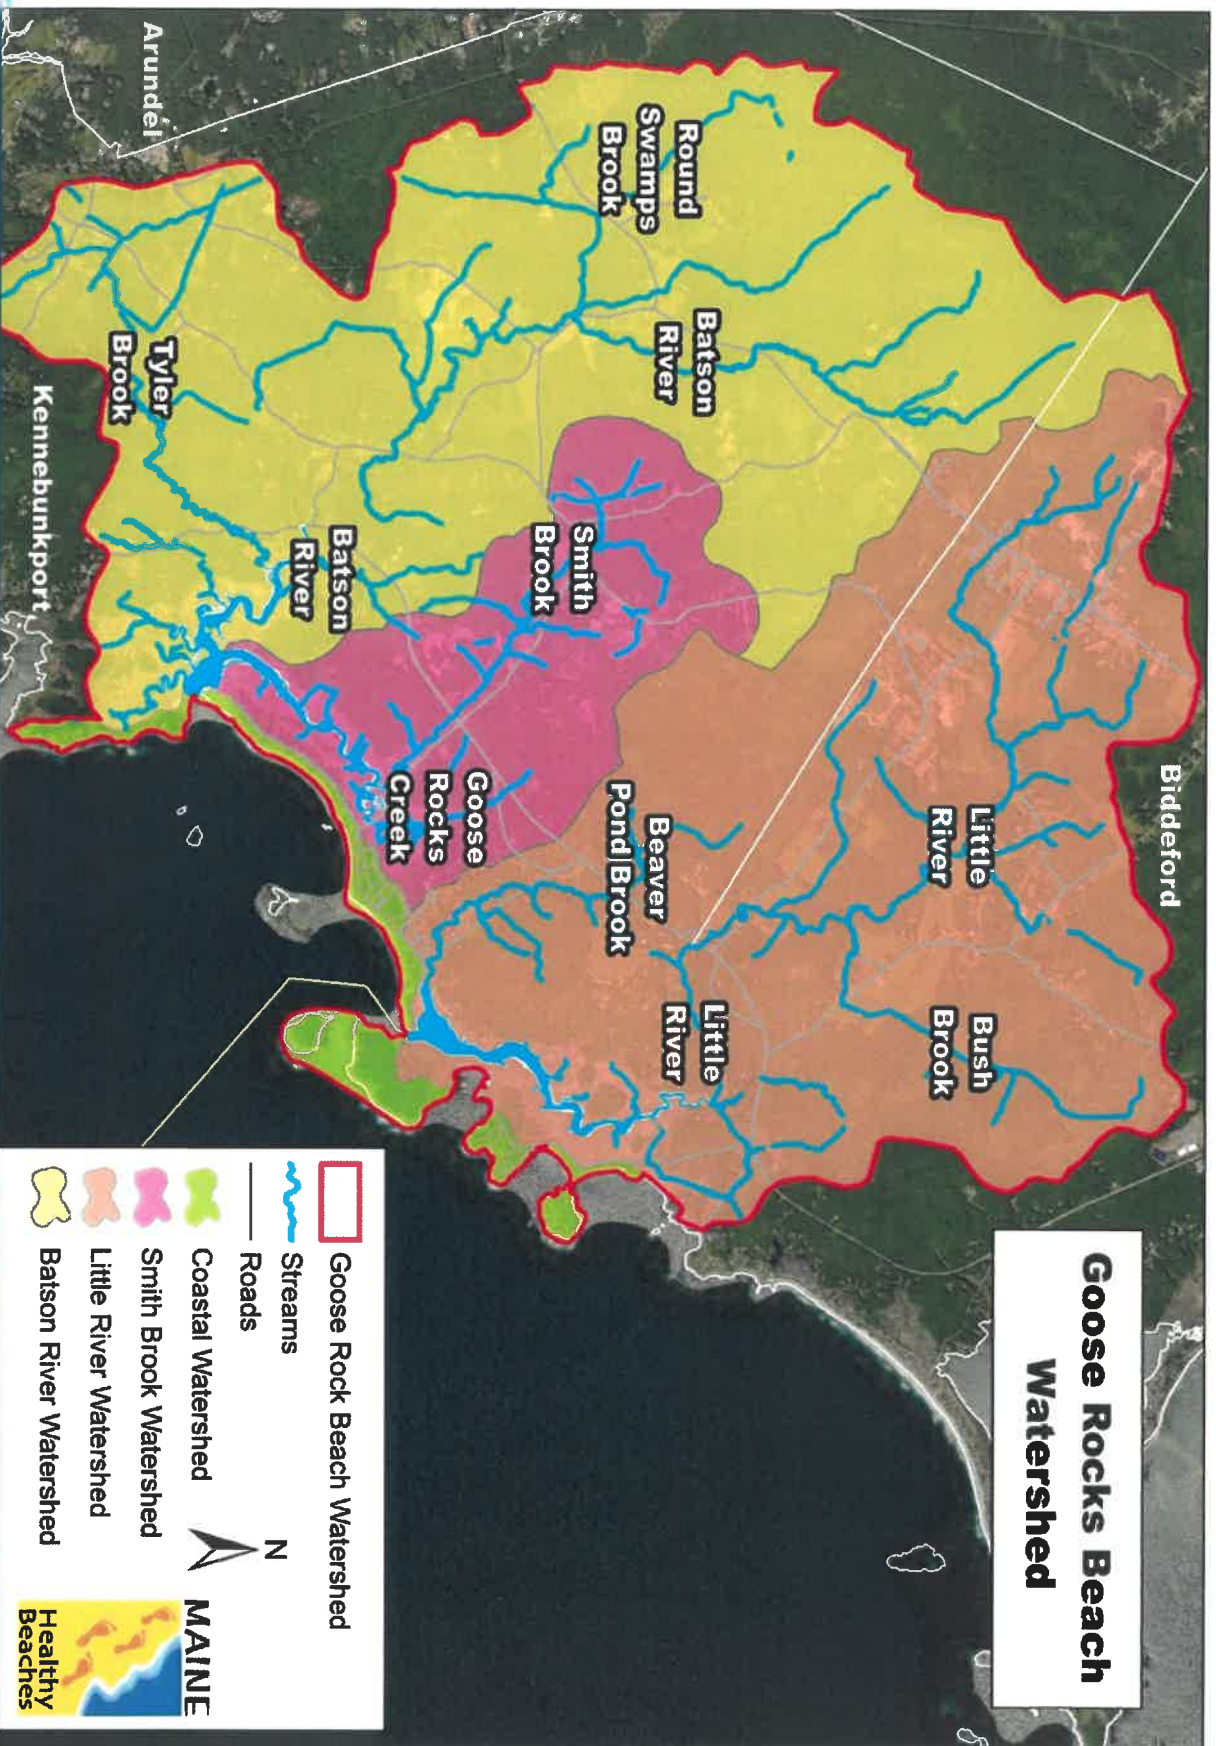 Goose Rocks Beach
Watershed
Biddeford
Arundel
Kennebunkport
Round
Swamps
Brook
Batson
River
Little
River
Bush
Brook
Smith
Brook
Beaver
Pond Brook
Little
River
Goose
Rocks
Creek
Batson
River
Tyler
Brook
Goose Rock Beach Watershed
Streams
Roads
Coastal Watershed
Smith Brook Watershed
Little River Watershed
Batson River Watershed
N
MAINE
Healthy
Beaches